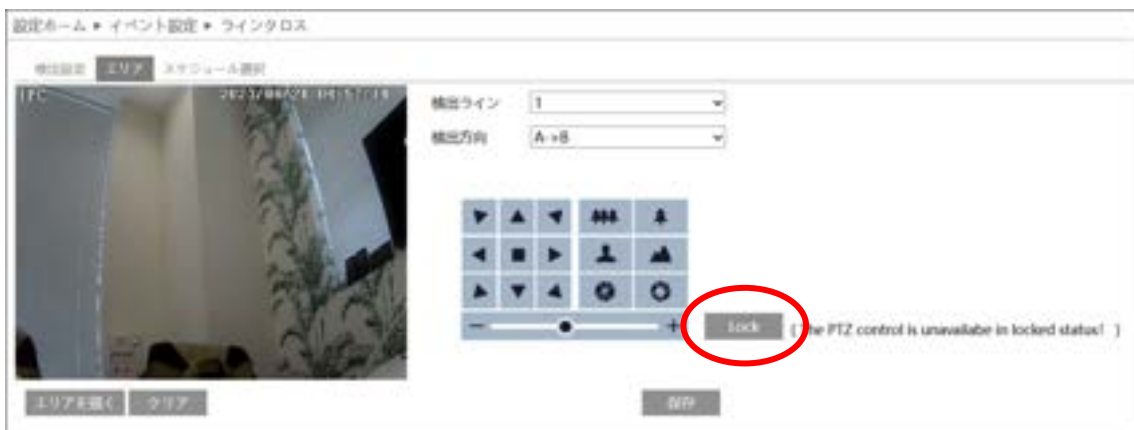 設定ホーム ▶ イベント設定 ▶ ラインクロス
検出設定 エリア スケジュール選択
IPC
検出ライン 1
検出方向 A->B
Lock ( The PTZ control is unavailabe in locked status! )
エリアを描く クリア 保存